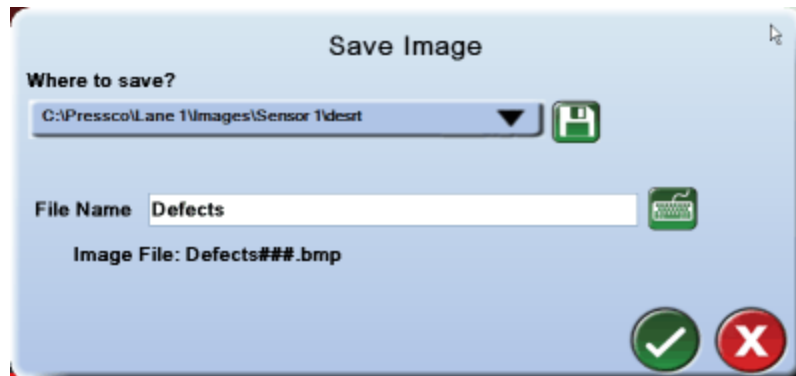 Save Image
Where to save?
C:\Pressco\Lane 1\Images\Sensor 1\desrt
File Name Defects
Image File: Defects###.bmp